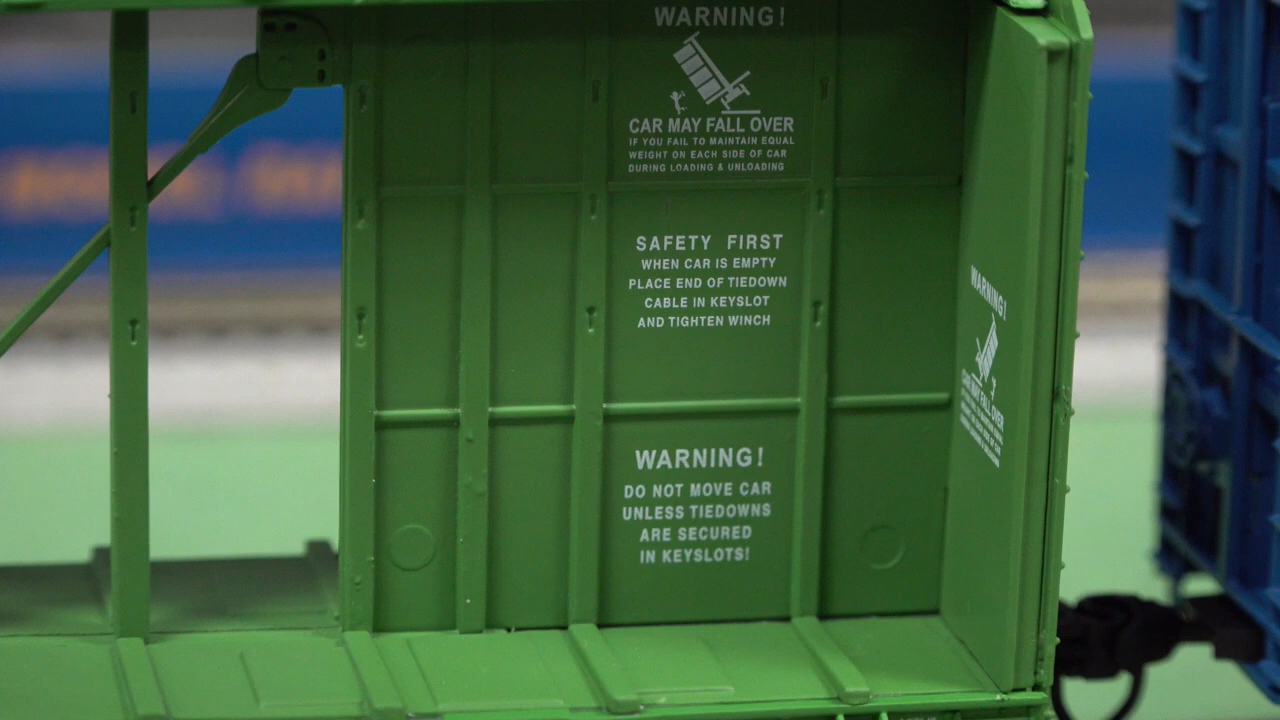 WARNING!
CAR MAY FALL OVER
IF YOU FAIL TO MAINTAIN EQUAL
WEIGHT ON EACH SIDE OF CAR
DURING LOADING & UNLOADING
SAFETY FIRST
WHEN CAR IS EMPTY
PLACE END OF TIEDOWN
CABLE IN KEYSLOT
AND TIGHTEN WINCH
WARNING!
DO NOT MOVE CAR
UNLESS TIEDOWNS
ARE SECURED
IN KEYSLOTS!
WARNING!
CAR MAY FALL OVER